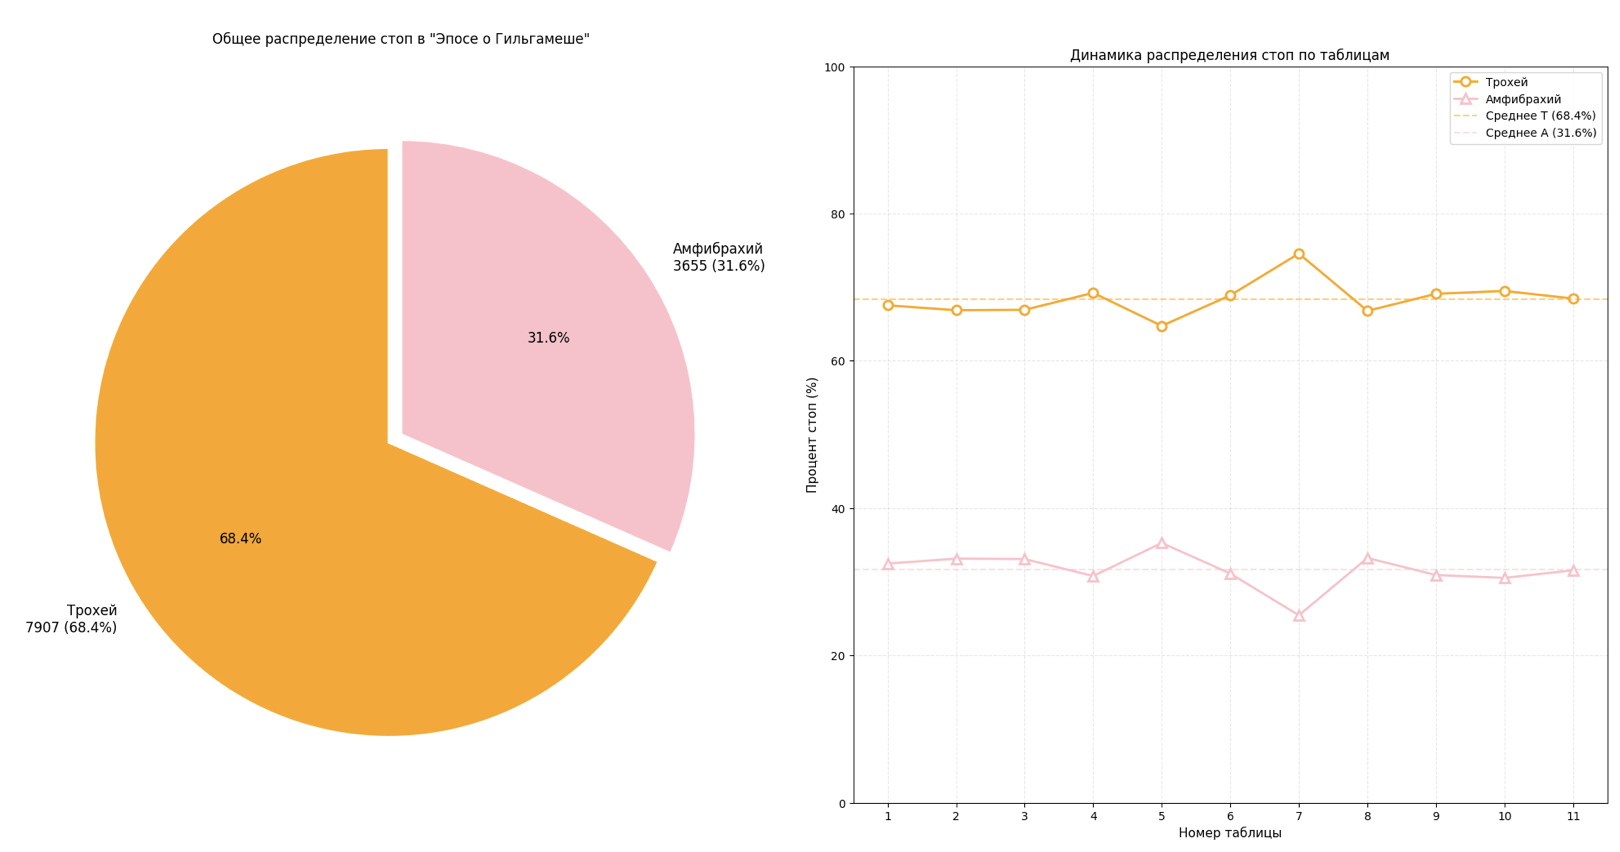 Общее распределение стоп в "Эпосе о Гильгамеше"
Амфибрахий
3655 (31.6%)
31.6%
68.4%
Трохей
7907 (68.4%)
Динамика распределения стоп по таблицам
Трохей
Амфибрахий
Среднее Т (68.4%)
Среднее А (31.6%)
Процент стоп (%)
100
80
60
40
20
0
1 2 3 4 5 6 7 8 9 10 11
Номер таблицы